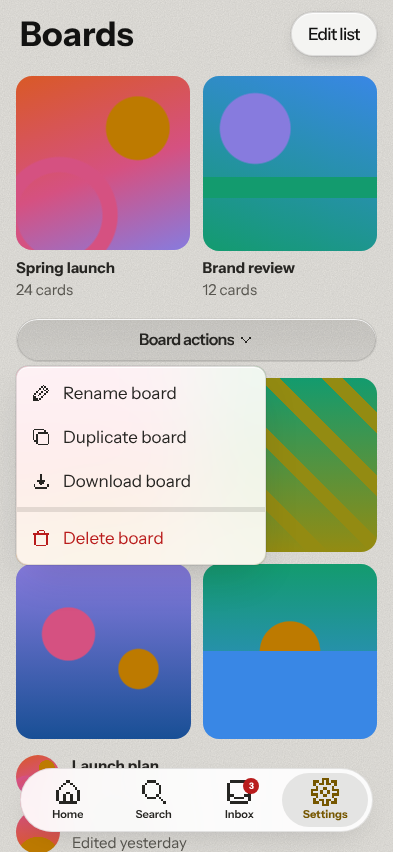 Boards
Edit list
Spring launch
24 cards
Brand review
12 cards
Board actions
Rename board
Duplicate board
Download board
Delete board
Launch plan
Home
Search
3
Inbox
Settings
Edited yesterday